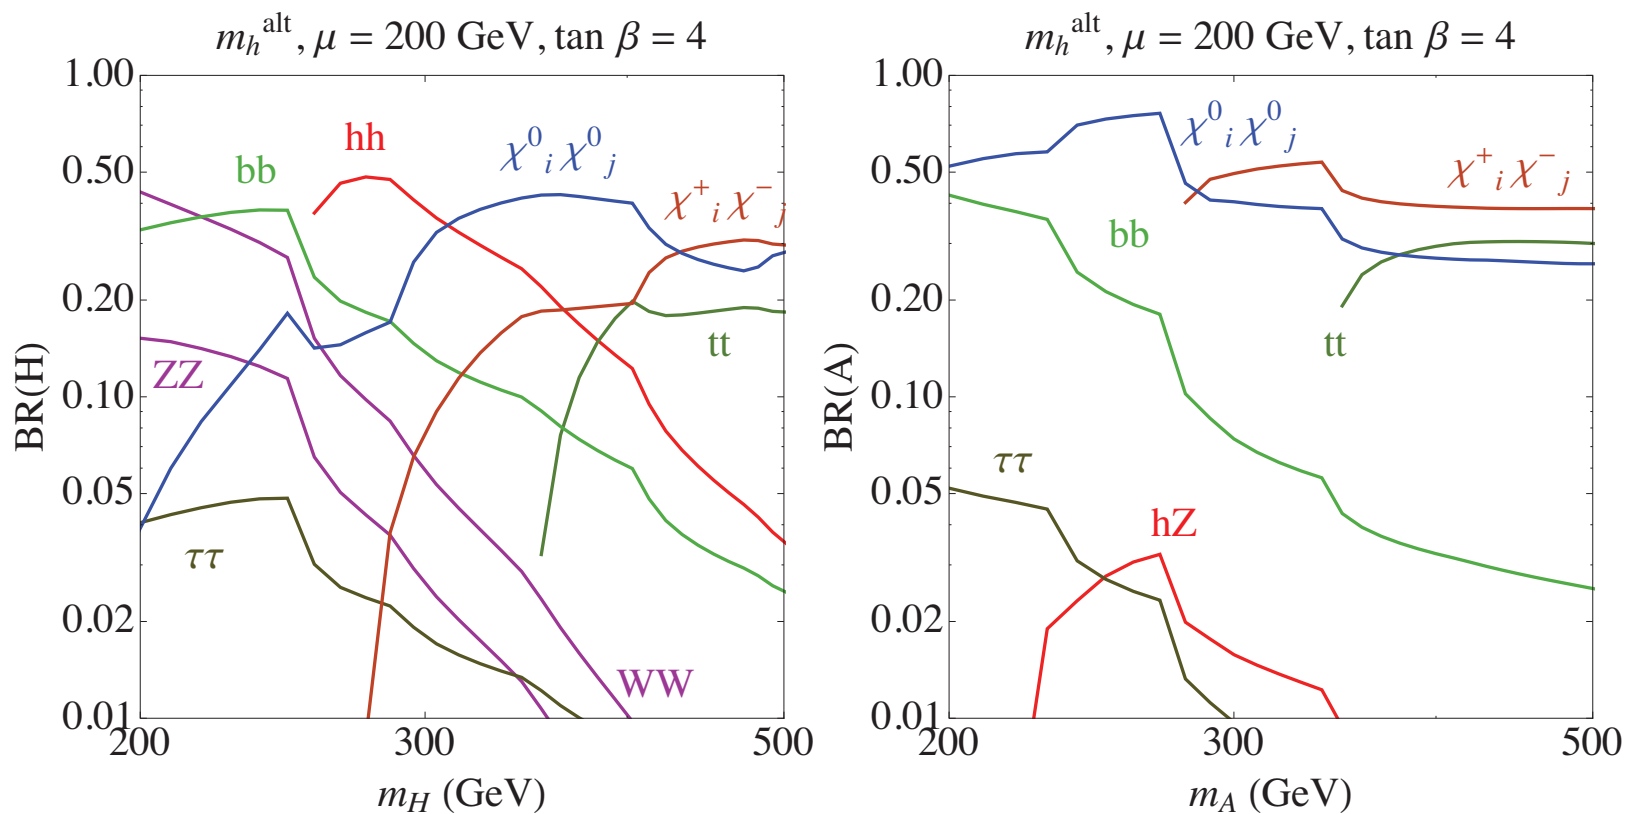 m_h^alt, μ = 200 GeV, tan β = 4
1.00
0.50
0.20
0.10
0.05
0.02
0.01
BR(H)
bb
hh
χ^0_i χ^0_j
χ^+_i χ^-_j
ZZ
tt
ττ
WW
200
300
500
m_H (GeV)
m_h^alt, μ = 200 GeV, tan β = 4
1.00
0.50
0.20
0.10
0.05
0.02
0.01
BR(A)
χ^0_i χ^0_j
χ^+_i χ^-_j
bb
tt
ττ
hZ
200
300
500
m_A (GeV)